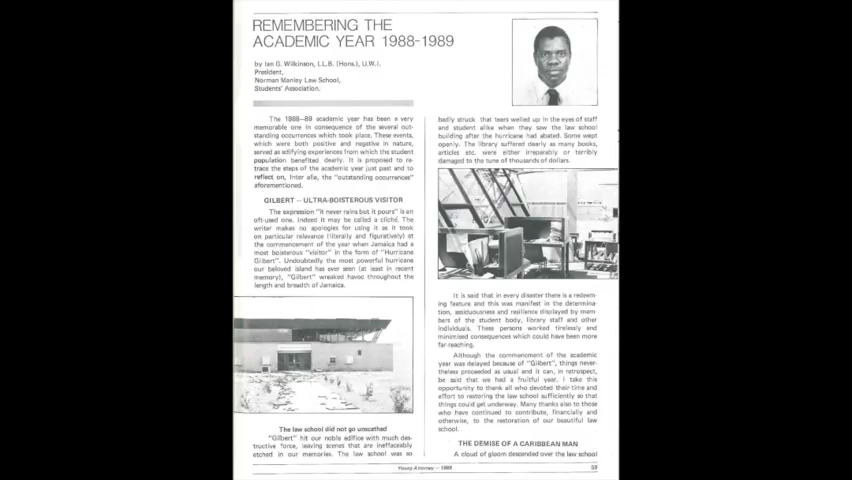 REMEMBERING THE
ACADEMIC YEAR 1988-1989
by Ian G. Wilkinson, LL.B. (Hons.), U.W.I.
President,
Norman Manley Law School,
Students' Association.
The 1988—89 academic year has been a very
memorable one in consequence of the several out-
standing occurrences which took place. These events,
which were both positive and negative in nature,
served as edifying experiences from which the student
population benefited dearly. It is proposed to re-
trace the steps of the academic year just past and to
reflect on, inter alia, the "outstanding occurrences"
aforementioned.
GILBERT — ULTRA-BOISTEROUS VISITOR
The expression "it never rains but it pours" is an
oft-used one. Indeed it may be called a cliché. The
writer makes no apologies for using it as it took
on particular relevance (literally and figuratively) at
the commencement of the year when Jamaica had a
most boisterous "visitor" in the form of "Hurricane
Gilbert". Undoubtedly the most powerful hurricane
our beloved island has ever seen (at least in recent
memory), "Gilbert" wreaked havoc throughout the
length and breadth of Jamaica.
The law school did not go unscathed
"Gilbert" hit our noble edifice with much des-
tructive force, leaving scenes that are ineffaceably
etched in our memories. The law school was so
badly struck that tears welled up in the eyes of staff
and student alike when they saw the law school
building after the hurricane had abated. Some wept
openly. The library suffered dearly as many books,
articles etc. were either irreparably or terribly
damaged to the tune of thousands of dollars.
It is said that in every disaster there is a redeem-
ing feature and this was manifest in the determina-
tion, assiduousness and resilience displayed by mem-
bers of the student body, library staff and other
individuals. These persons worked tirelessly and
minimised consequences which could have been more
far-reaching.
Although the commencement of the academic
year was delayed because of "Gilbert", things never-
theless proceeded as usual and it can, in retrospect,
be said that we had a fruitful year. I take this
opportunity to thank all who devoted their time and
effort to restoring the law school sufficiently so that
things could get underway. Many thanks also to those
who have continued to contribute, financially and
otherwise, to the restoration of our beautiful law
school.
THE DEMISE OF A CARIBBEAN MAN
A cloud of gloom descended over the law school
Young Attorney — 1989
59